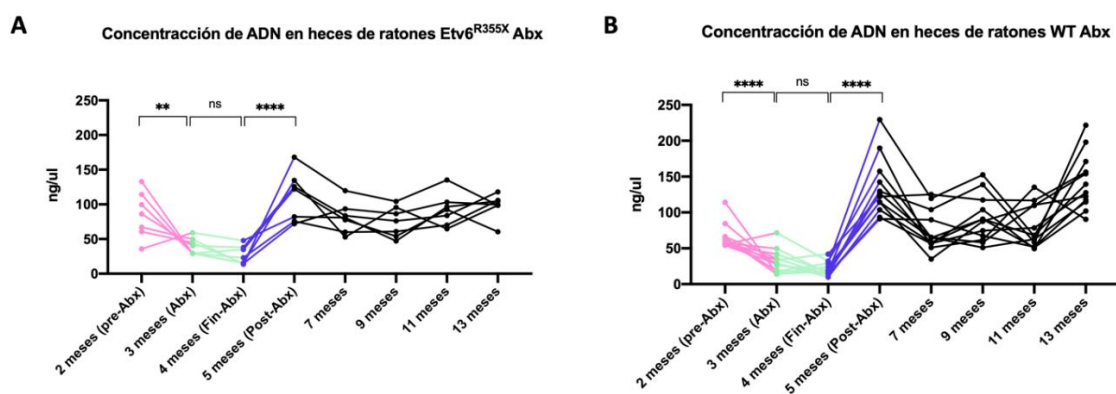 A
Concentracción de ADN en heces de ratones Etv6R355X Abx
** ns ****
250
200
150
100
50
0
ng/ul
2 meses (pre-Abx)
3 meses (Abx)
4 meses (Fin-Abx)
5 meses (Post-Abx)
7 meses
9 meses
11 meses
13 meses
B
Concentracción de ADN en heces de ratones WT Abx
**** ns ****
250
200
150
100
50
0
ng/ul
2 meses (pre-Abx)
3 meses (Abx)
4 meses (Fin-Abx)
5 meses (Post-Abx)
7 meses
9 meses
11 meses
13 meses